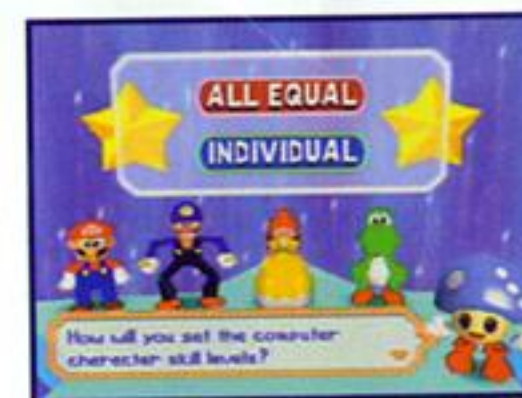 ALL EQUAL
INDIVIDUAL
How will you set the computer
character skill levels?